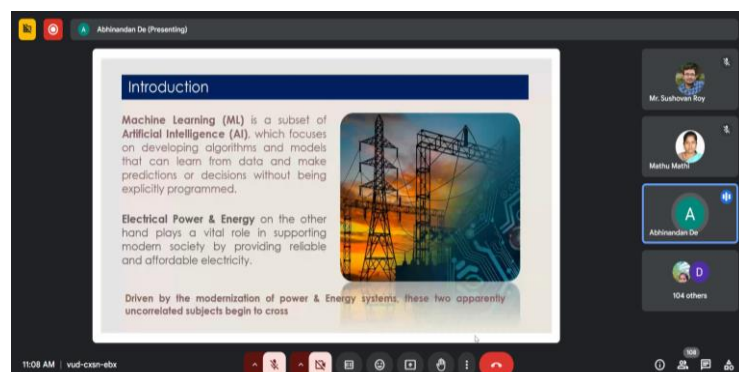 Abhinandan De (Presenting)
Introduction
Machine Learning (ML) is a subset of
Artificial Intelligence (AI), which focuses
on developing algorithms and models
that can learn from data and make
predictions or decisions without being
explicitly programmed.
Electrical Power & Energy on the other
hand plays a vital role in supporting
modern society by providing reliable
and affordable electricity.
Driven by the modernization of power & Energy systems, these two apparently
uncorrelated subjects begin to cross
Mr. Sushovan Roy
Mathu Mathi
A
Abhinandan De
D
104 others
11:08 AM | vud-cxsn-ebx
108